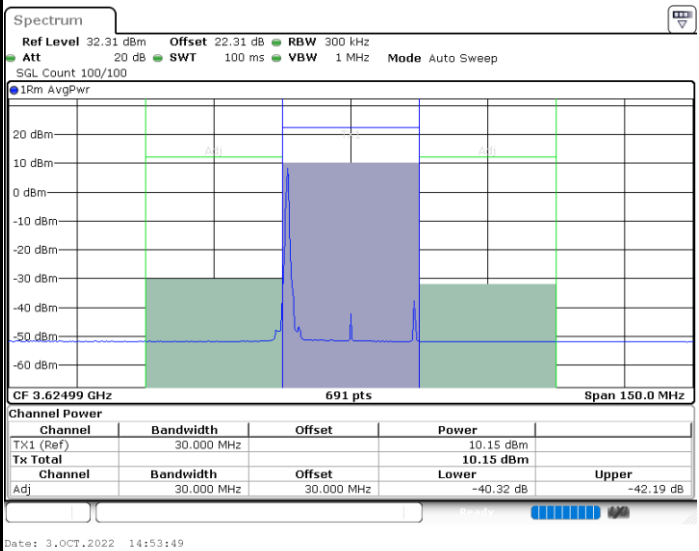 Spectrum
Ref Level 32.31 dBm Offset 22.31 dB RBW 300 kHz
Att 20 dB SWT 100 ms VBW 1 MHz Mode Auto Sweep
SGL Count 100/100
1Rm AvgPwr
TX1
20 dBm
Adj Adj
10 dBm
0 dBm
-10 dBm
-20 dBm
-30 dBm
-40 dBm
-50 dBm
-60 dBm
CF 3.62499 GHz 691 pts Span 150.0 MHz
Channel Power
Channel Bandwidth Offset Power
TX1 (Ref) 30.000 MHz 10.15 dBm
Tx Total 10.15 dBm
Channel Bandwidth Offset Lower Upper
Adj 30.000 MHz 30.000 MHz -40.32 dB -42.19 dB
Ready
Date: 3.OCT.2022 14:53:49